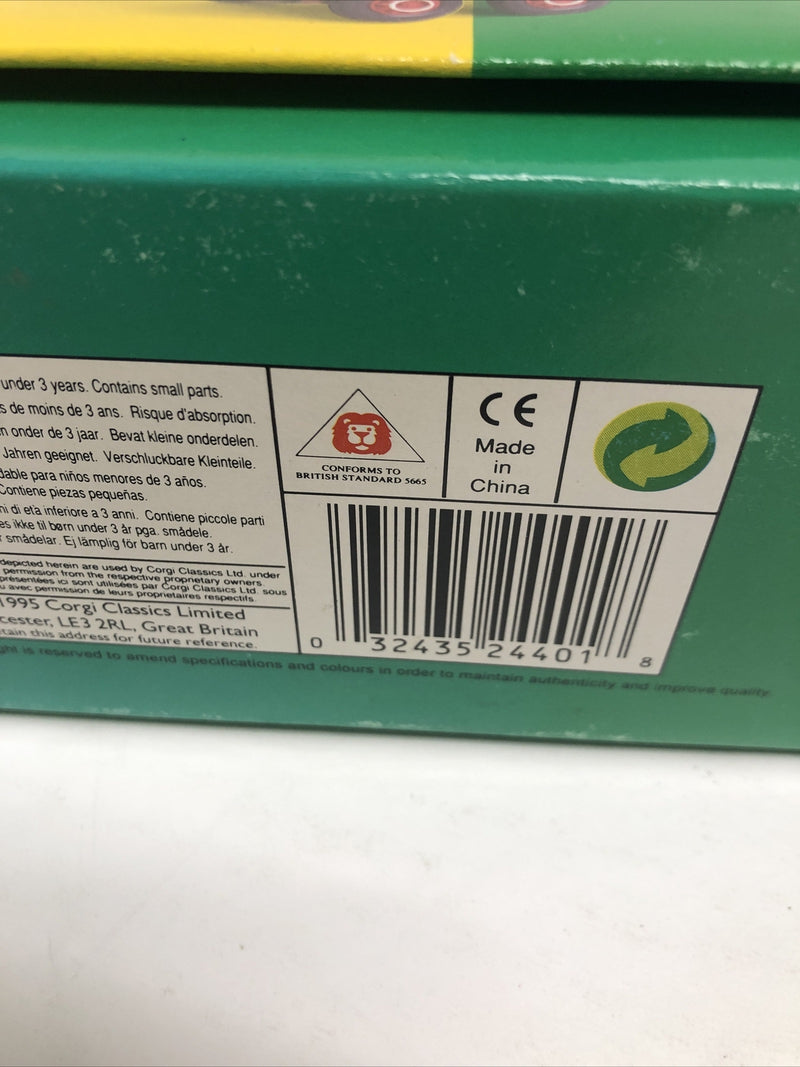 under 3 years. Contains small parts.
s de moins de 3 ans. Risque d'absorption.
n onder de 3 jaar. Bevat kleine onderdelen.
Jahren geeignet. Verschluckbare Kleinteile.
dable para niños menores de 3 años.
Contiene piezas pequeñas.
ni di età inferiore a 3 anni. Contiene piccole parti
es ikke til børn under 3 år pga. smådele.
smådelar. Ej lämplig för barn under 3 år.
depicted herein are used by Corgi Classics Ltd. under
permission from the respective proprietary owners.
présentées ici sont utilisées par Corgi Classics Ltd. sous
u avec permission de leurs proprietaires respectifs.
1995 Corgi Classics Limited
cester, LE3 2RL, Great Britain
tain this address for future reference.
ght is reserved to amend specifications and colours in order to maintain authenticity and improve quality.
CONFORMS TO
BRITISH STANDARD 5665
CE
Made
in
China
0 32435 24401 8